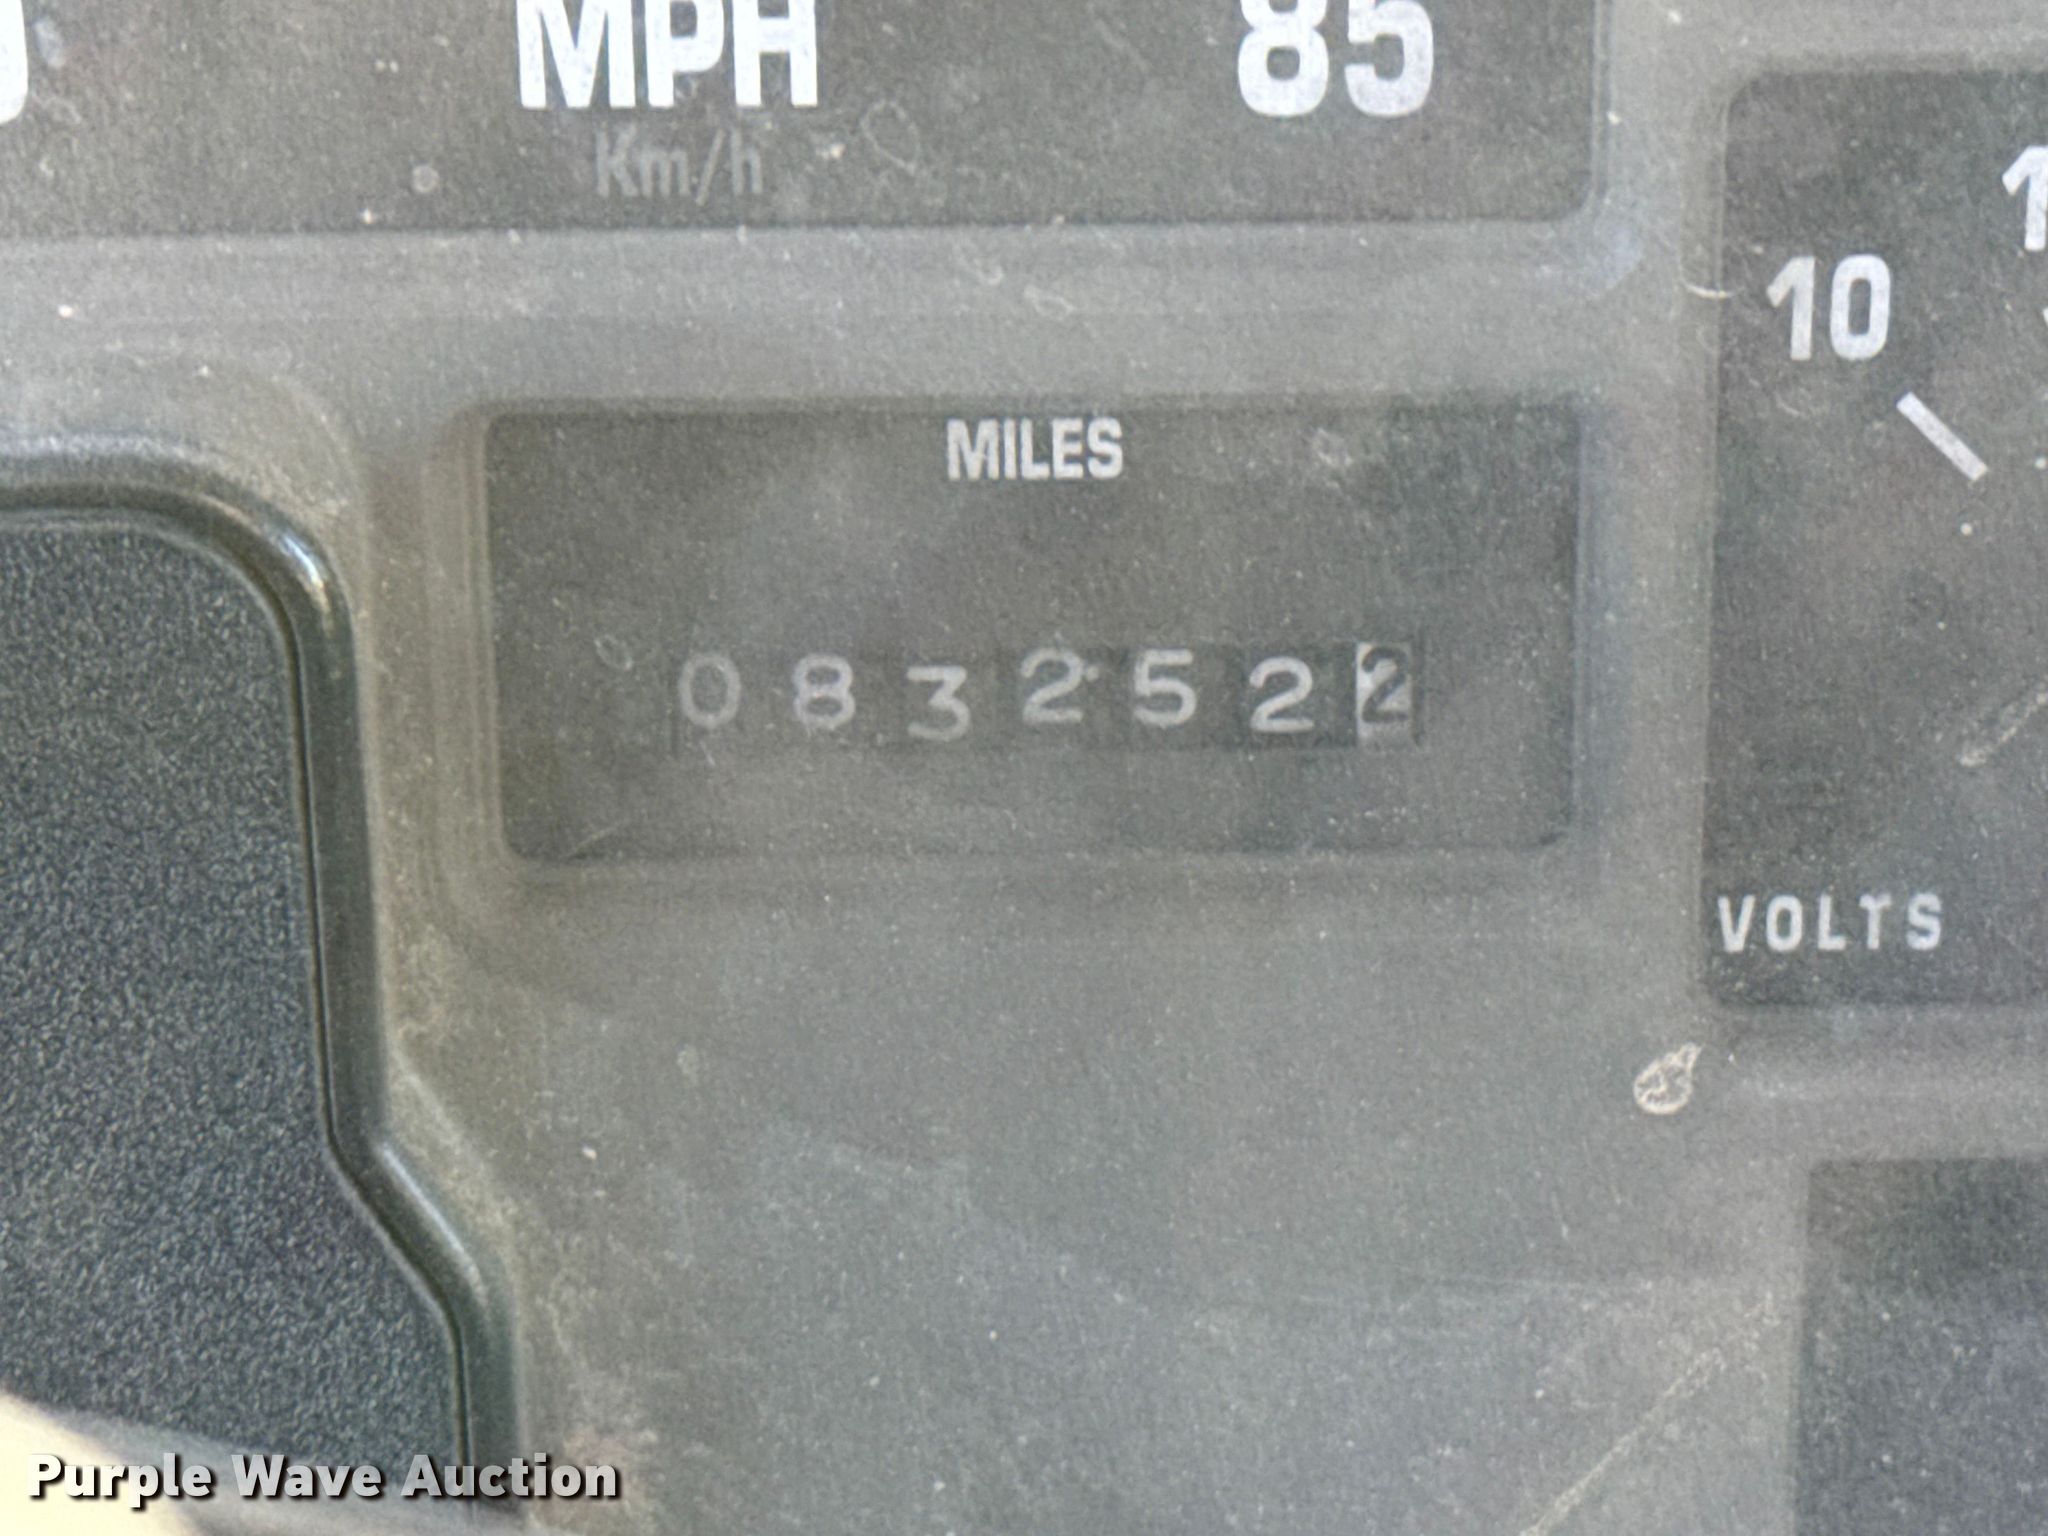 MPH 85
Km/h
10
MILES
0832522
VOLTS
Purple Wave Auction